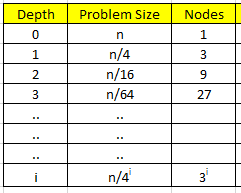 Depth Problem Size Nodes
0 n 1
1 n/4 3
2 n/16 9
3 n/64 27
.. .. ..
.. .. ..
.. .. ..
i n/4ⁱ 3ⁱ